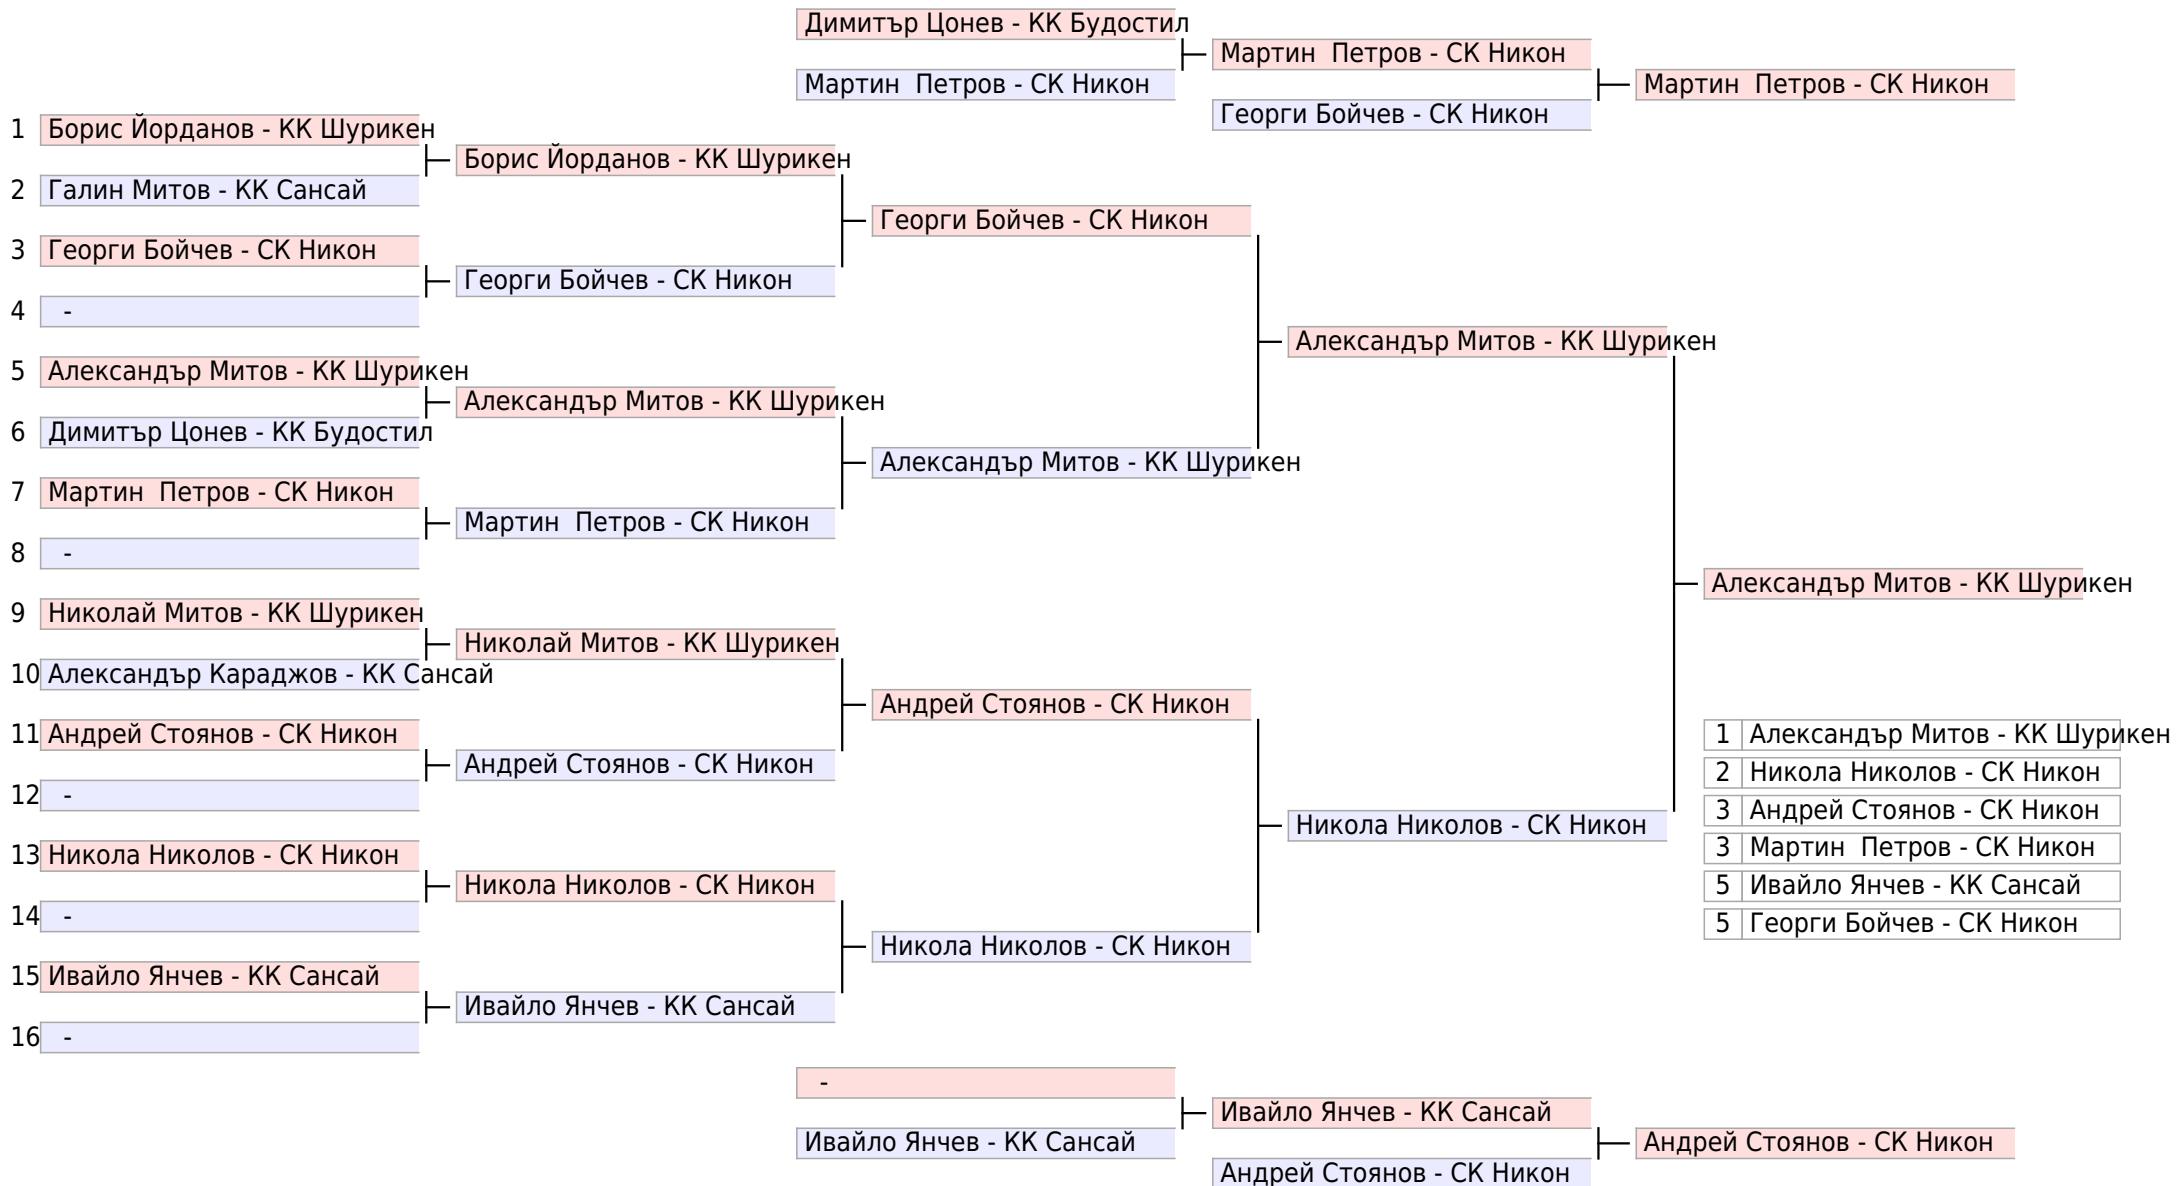 Димитър Цонев - КК Будостил
Мартин  Петров - СК Никон
Мартин  Петров - СК Никон
Георги Бойчев - СК Никон
Мартин  Петров - СК Никон
1 Борис Йорданов - КК Шурикен
2 Галин Митов - КК Сансай
3 Георги Бойчев - СК Никон
4 -
5 Александър Митов - КК Шурикен
6 Димитър Цонев - КК Будостил
7 Мартин  Петров - СК Никон
8 -
9 Николай Митов - КК Шурикен
10 Александър Караджов - КК Сансай
11 Андрей Стоянов - СК Никон
12 -
13 Никола Николов - СК Никон
14 -
15 Ивайло Янчев - КК Сансай
16 -
Борис Йорданов - КК Шурикен
Георги Бойчев - СК Никон
Александър Митов - КК Шурикен
Мартин  Петров - СК Никон
Николай Митов - КК Шурикен
Андрей Стоянов - СК Никон
Никола Николов - СК Никон
Ивайло Янчев - КК Сансай
Георги Бойчев - СК Никон
Александър Митов - КК Шурикен
Андрей Стоянов - СК Никон
Никола Николов - СК Никон
Александър Митов - КК Шурикен
Никола Николов - СК Никон
Александър Митов - КК Шурикен
1 Александър Митов - КК Шурикен
2 Никола Николов - СК Никон
3 Андрей Стоянов - СК Никон
3 Мартин  Петров - СК Никон
5 Ивайло Янчев - КК Сансай
5 Георги Бойчев - СК Никон
-
Ивайло Янчев - КК Сансай
Ивайло Янчев - КК Сансай
Андрей Стоянов - СК Никон
Андрей Стоянов - СК Никон